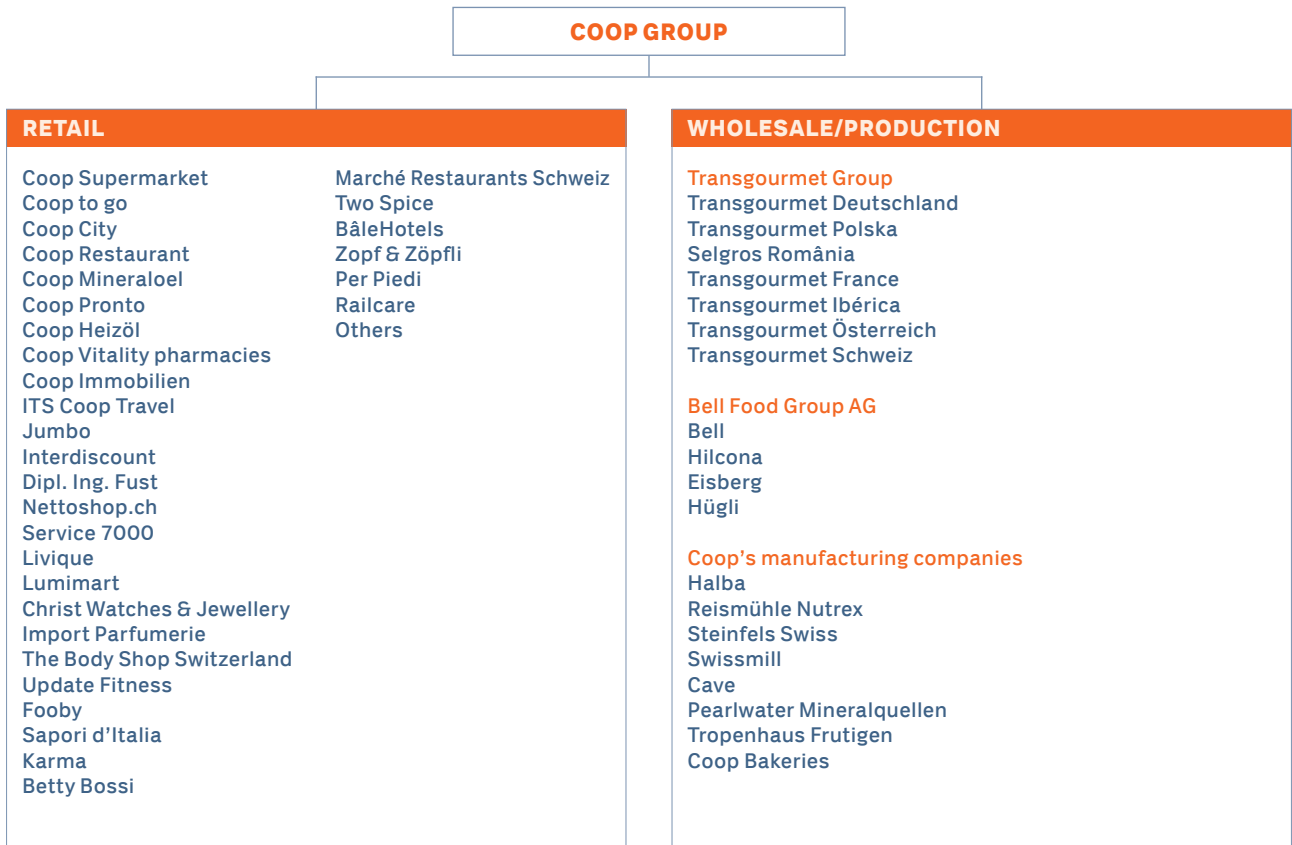 COOP GROUP
RETAIL
Coop Supermarket
Coop to go
Coop City
Coop Restaurant
Coop Mineraloel
Coop Pronto
Coop Heizöl
Coop Vitality pharmacies
Coop Immobilien
ITS Coop Travel
Jumbo
Interdiscount
Dipl. Ing. Fust
Nettoshop.ch
Service 7000
Livique
Lumimart
Christ Watches & Jewellery
Import Parfumerie
The Body Shop Switzerland
Update Fitness
Fooby
Sapori d’Italia
Karma
Betty Bossi
Marché Restaurants Schweiz
Two Spice
BâleHotels
Zopf & Zöpfli
Per Piedi
Railcare
Others
WHOLESALE/PRODUCTION
Transgourmet Group
Transgourmet Deutschland
Transgourmet Polska
Selgros România
Transgourmet France
Transgourmet Ibérica
Transgourmet Österreich
Transgourmet Schweiz
Bell Food Group AG
Bell
Hilcona
Eisberg
Hügli
Coop’s manufacturing companies
Halba
Reismühle Nutrex
Steinfels Swiss
Swissmill
Cave
Pearlwater Mineralquellen
Tropenhaus Frutigen
Coop Bakeries